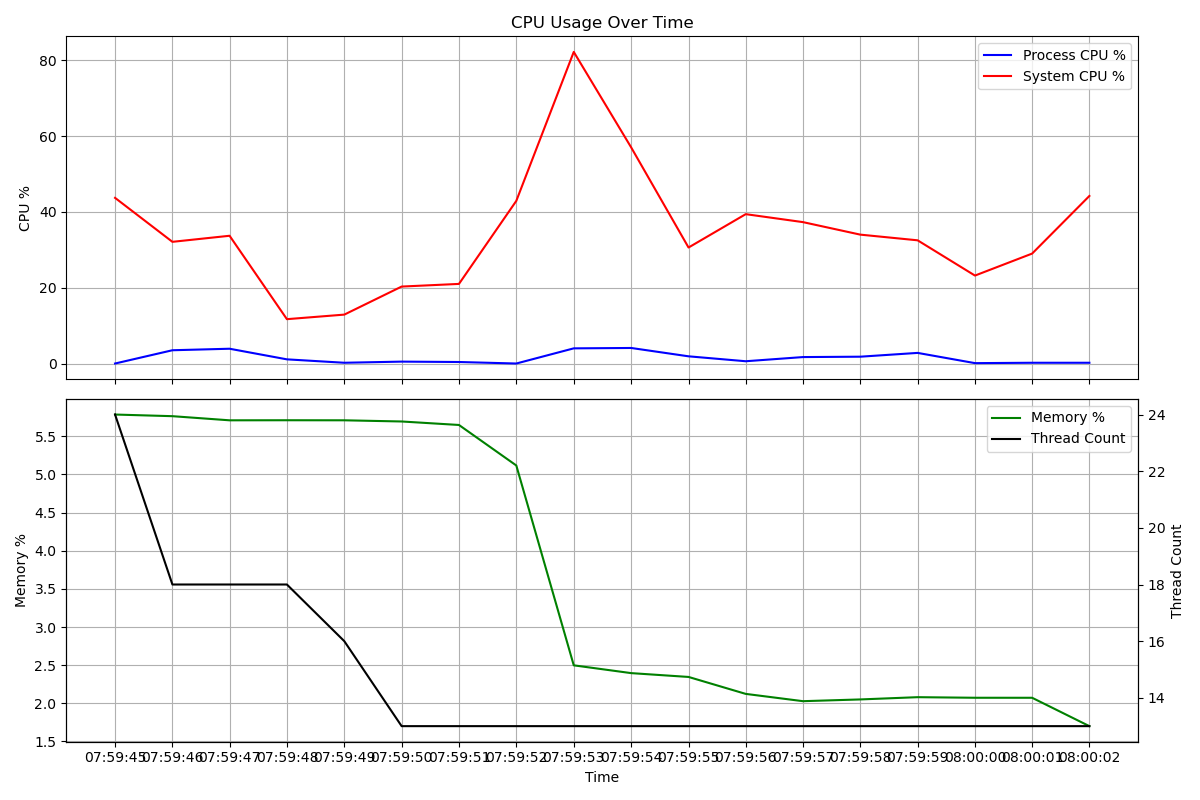 CPU Usage Over Time
Process CPU %
System CPU %
80
60
40
20
0
CPU %
Memory %
Thread Count
5.5
5.0
4.5
4.0
3.5
3.0
2.5
2.0
1.5
Memory %
24
22
20
18
16
14
Thread Count
07:59:45 07:59:46 07:59:47 07:59:48 07:59:49 07:59:50 07:59:51 07:59:52 07:59:53 07:59:54 07:59:55 07:59:56 07:59:57 07:59:58 07:59:59 08:00:00 08:00:01 08:00:02
Time